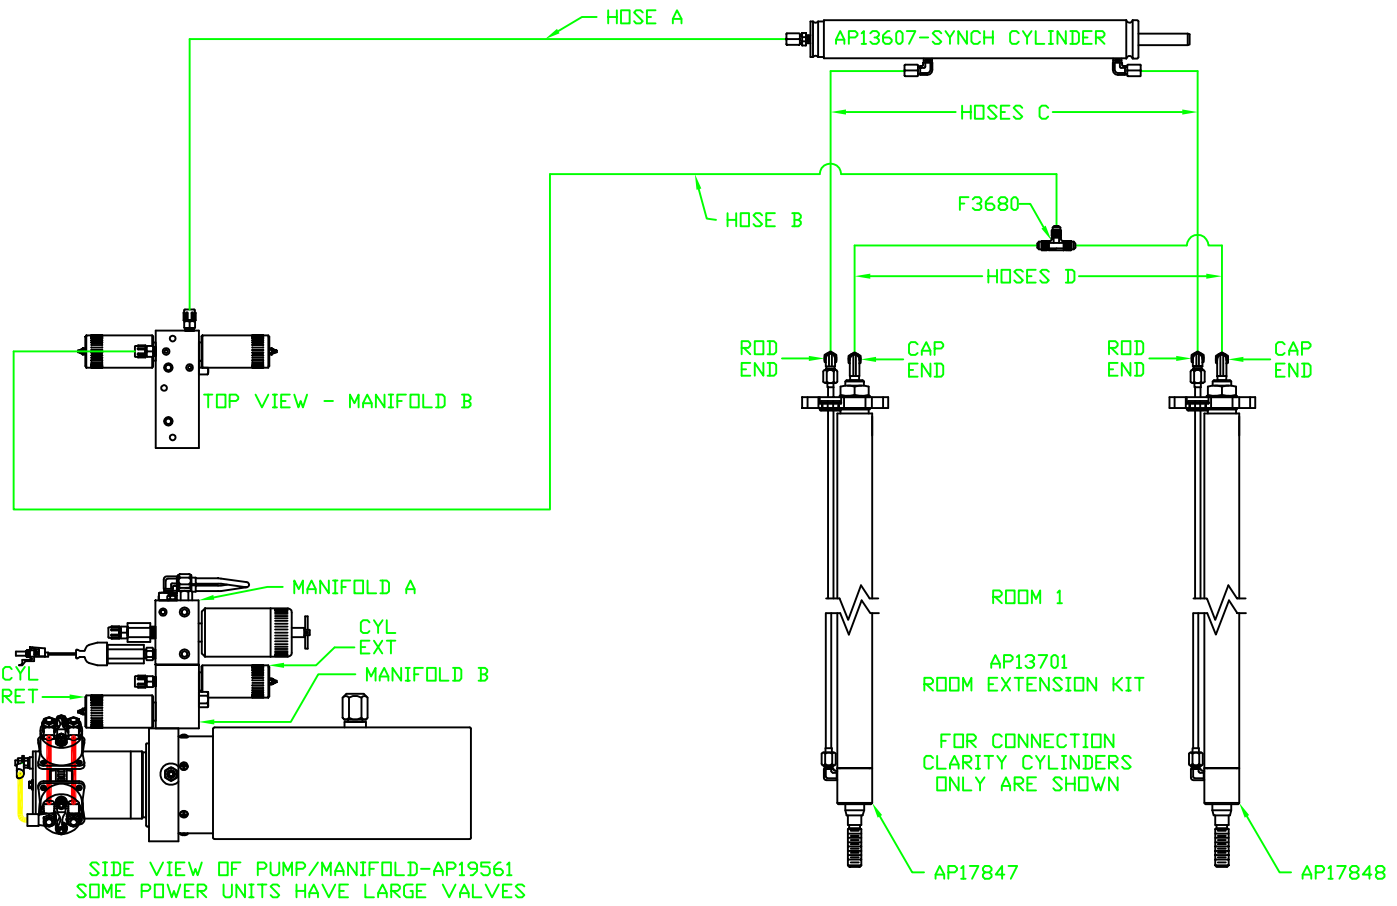 HOSE A
AP13607-SYNCH CYLINDER
HOSES C
HOSE B
F3680
HOSES D
ROD
END
CAP
END
ROD
END
CAP
END
TOP VIEW - MANIFOLD B
MANIFOLD A
CYL
EXT
MANIFOLD B
CYL
RET
ROOM 1
AP13701
ROOM EXTENSION KIT
FOR CONNECTION
CLARITY CYLINDERS
ONLY ARE SHOWN
SIDE VIEW OF PUMP/MANIFOLD-AP19561
SOME POWER UNITS HAVE LARGE VALVES
AP17847
AP17848